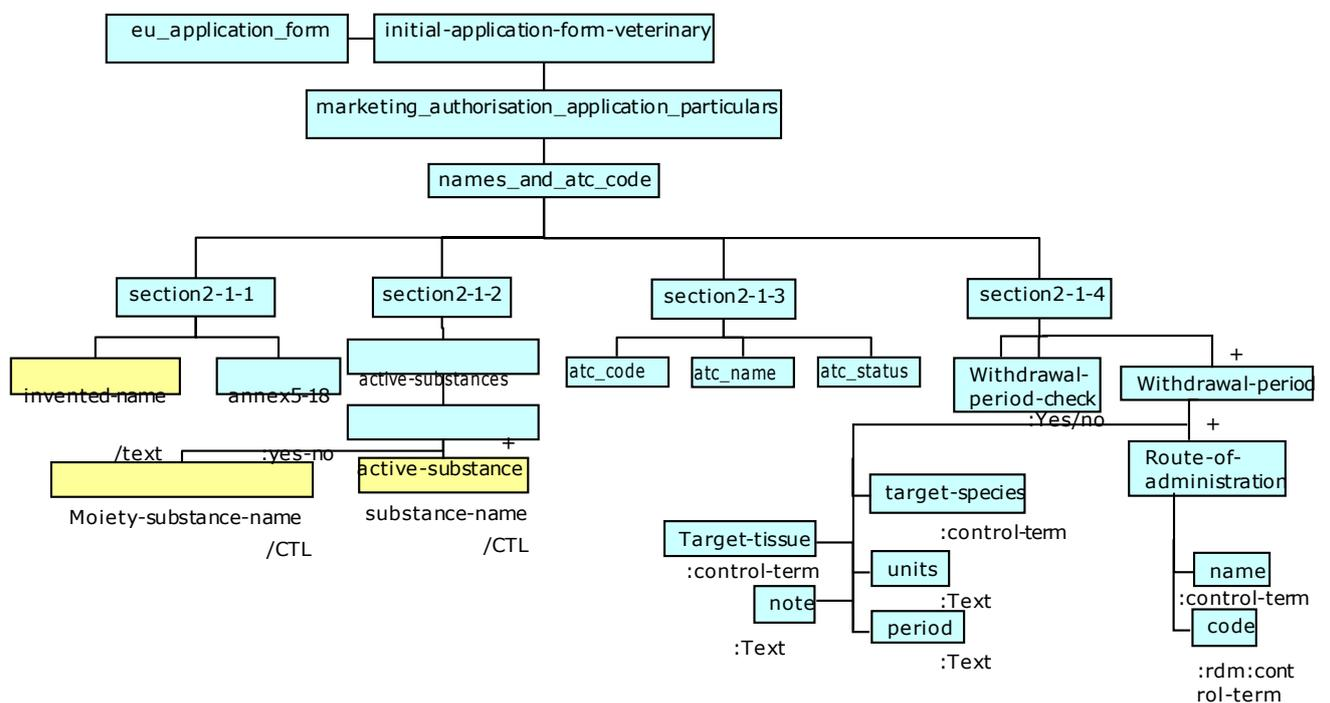 eu_application_form
initial-application-form-veterinary
marketing_authorisation_application_particulars
names_and_atc_code
section2-1-1
section2-1-2
section2-1-3
section2-1-4
invented-name
/text
annex5-18
:yes-no
active-substances
+
active-substance
Moiety-substance-name
/CTL
substance-name
/CTL
atc_code
atc_name
atc_status
Withdrawal-
period-check
:Yes/no
+
Withdrawal-period
+
Route-of-
administration
target-species
:control-term
Target-tissue
:control-term
units
:Text
note
:Text
period
:Text
name
:control-term
code
:rdm:cont
rol-term